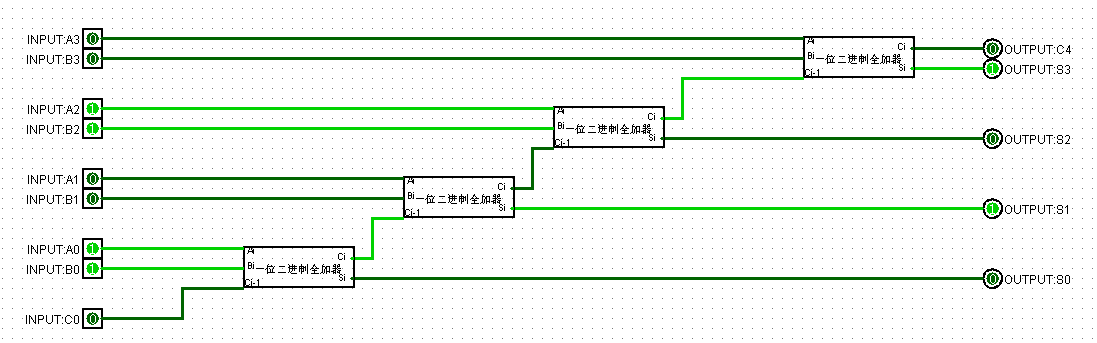 INPUT:A3 0
INPUT:B3 0
Ai
Bi 一位二进制全加器 Ci
Ci-1 Si
0 OUTPUT:C4
1 OUTPUT:S3
INPUT:A2 1
INPUT:B2 1
Ai
Bi 一位二进制全加器 Ci
Ci-1 Si
0 OUTPUT:S2
INPUT:A1 0
INPUT:B1 0
Ai
Bi 一位二进制全加器 Ci
Ci-1 Si
1 OUTPUT:S1
INPUT:A0 1
INPUT:B0 1
Ai
Bi 一位二进制全加器 Ci
Ci-1 Si
0 OUTPUT:S0
INPUT:C0 0